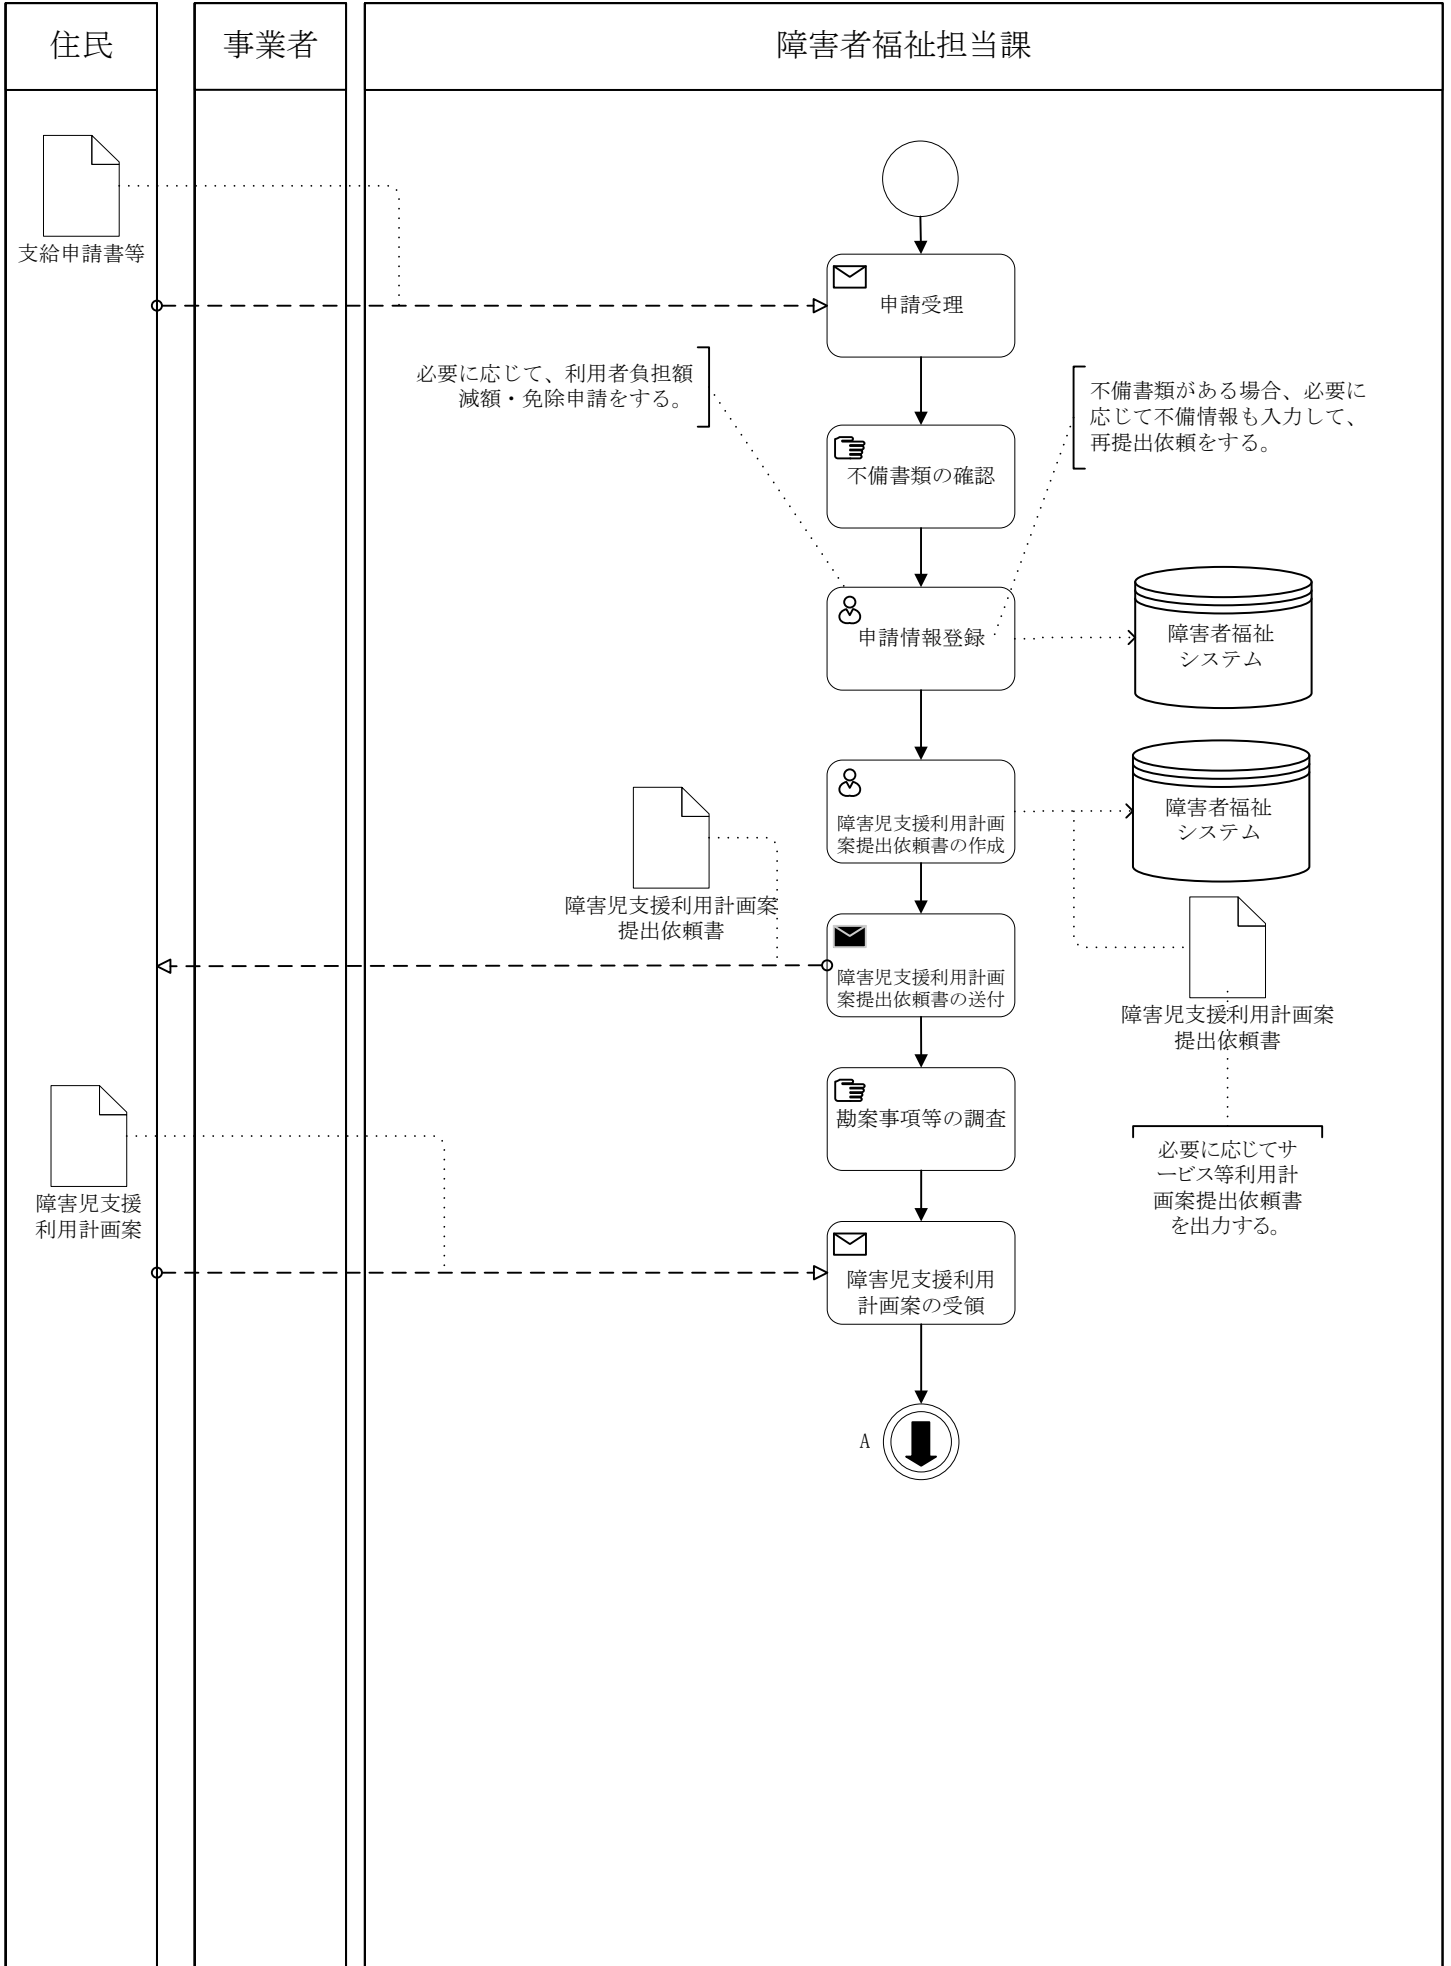 住民
事業者
障害者福祉担当課
支給申請書等
申請受理
必要に応じて、利用者負担額
減額・免除申請をする。
不備書類がある場合、必要に
応じて不備情報も入力して、
再提出依頼をする。
不備書類の確認
申請情報登録
障害者福祉
システム
障害児支援利用計画
案提出依頼書の作成
障害者福祉
システム
障害児支援利用計画案
提出依頼書
障害児支援利用計画
案提出依頼書の送付
障害児支援利用計画案
提出依頼書
勘案事項等の調査
必要に応じてサ
ービス等利用計
画案提出依頼書
を出力する。
障害児支援
利用計画案
障害児支援利用
計画案の受領
A